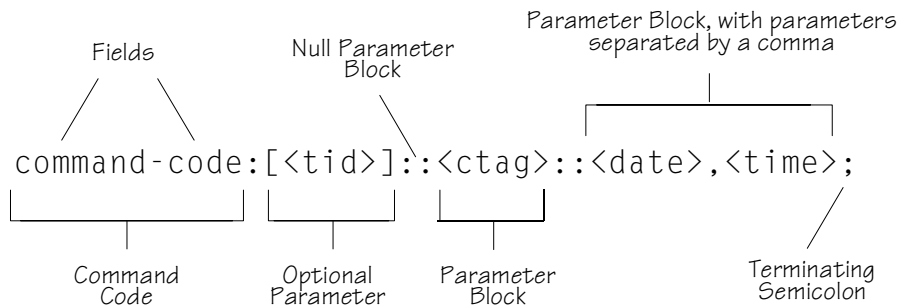 Parameter Block, with parameters
separated by a comma
Fields
Null Parameter
Block
command-code:[<tid>]::<ctag>::<date>,<time>;
Command
Code
Optional
Parameter
Parameter
Block
Terminating
Semicolon